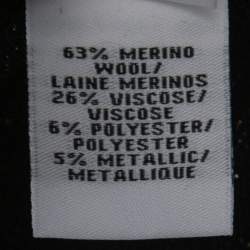 63% MERINO
WOOL/
LAINE MERINOS
26% VISCOSE/
VISCOSE
6% POLYESTER/
POLYESTER
5% METALLIC/
METALLIQUE